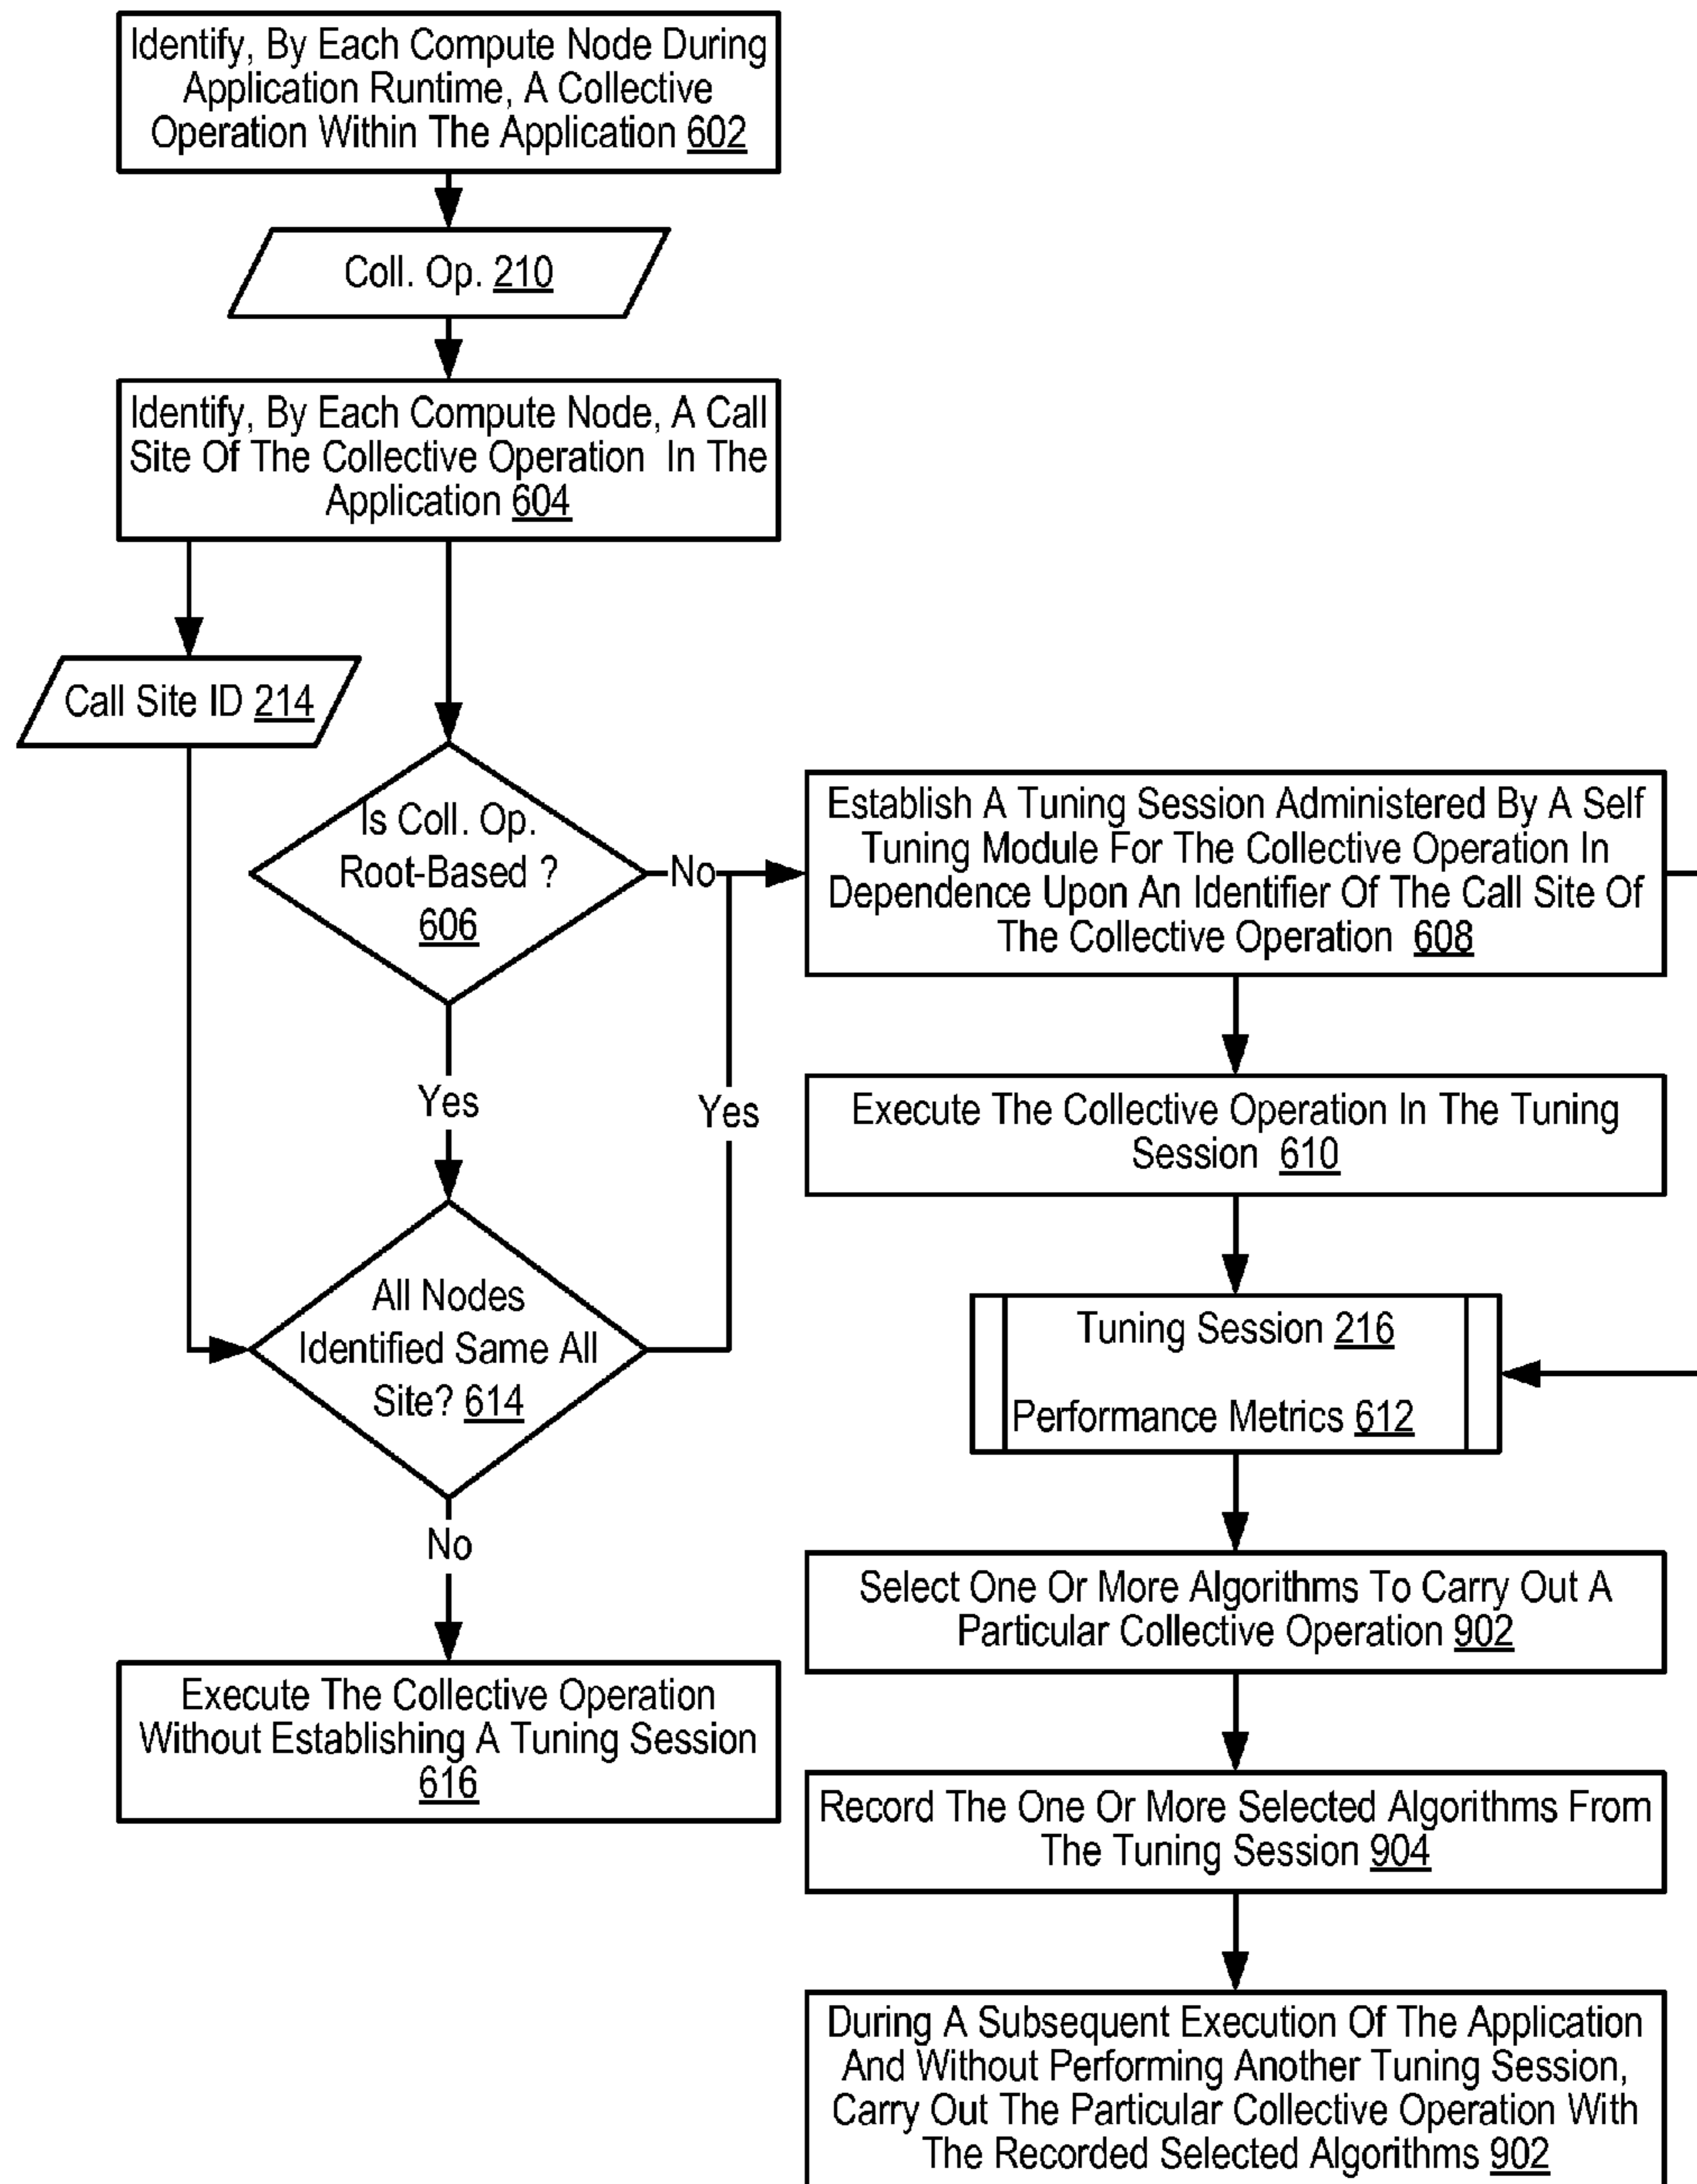 Identify, By Each Compute Node During
Application Runtime, A Collective
Operation Within The Application 602
Coll. Op. 210
Identify, By Each Compute Node, A Call
Site Of The Collective Operation In The
Application 604
Call Site ID 214
Is Coll. Op.
Root-Based ?
606
No
Yes
Yes
All Nodes
Identified Same All
Site? 614
No
Execute The Collective Operation
Without Establishing A Tuning Session
616
Establish A Tuning Session Administered By A Self
Tuning Module For The Collective Operation In
Dependence Upon An Identifier Of The Call Site Of
The Collective Operation 608
Execute The Collective Operation In The Tuning
Session 610
Tuning Session 216
Performance Metrics 612
Select One Or More Algorithms To Carry Out A
Particular Collective Operation 902
Record The One Or More Selected Algorithms From
The Tuning Session 904
During A Subsequent Execution Of The Application
And Without Performing Another Tuning Session,
Carry Out The Particular Collective Operation With
The Recorded Selected Algorithms 902